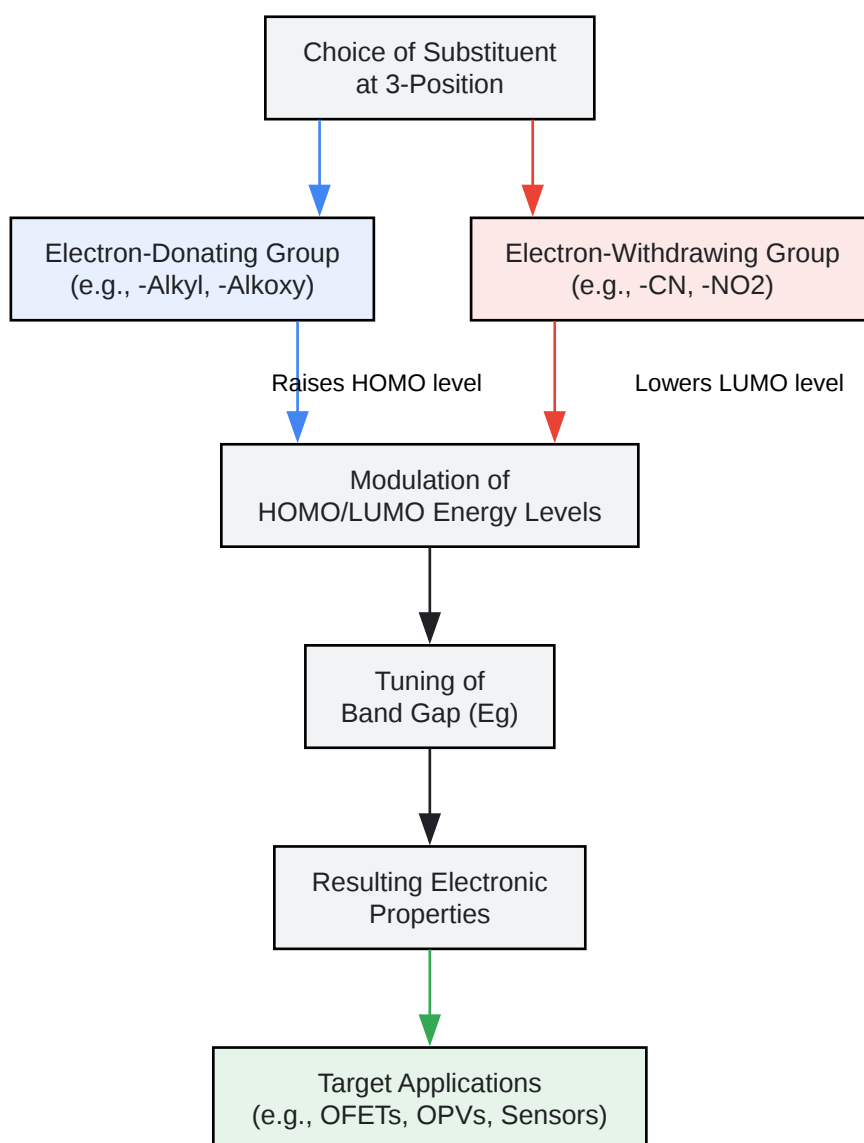 Choice of Substituent
at 3-Position
Electron-Donating Group
(e.g., -Alkyl, -Alkoxy)
Electron-Withdrawing Group
(e.g., -CN, -NO2)
Raises HOMO level
Lowers LUMO level
Modulation of
HOMO/LUMO Energy Levels
Tuning of
Band Gap (Eg)
Resulting Electronic
Properties
Target Applications
(e.g., OFETs, OPVs, Sensors)